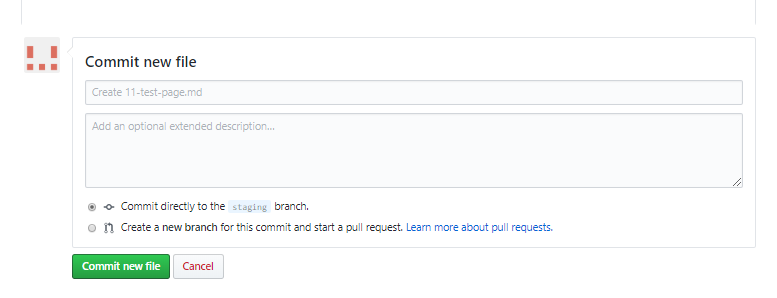 Commit new file
Create 11-test-page.md
Add an optional extended description...
Commit directly to the staging branch.
Create a new branch for this commit and start a pull request. Learn more about pull requests.
Commit new file Cancel